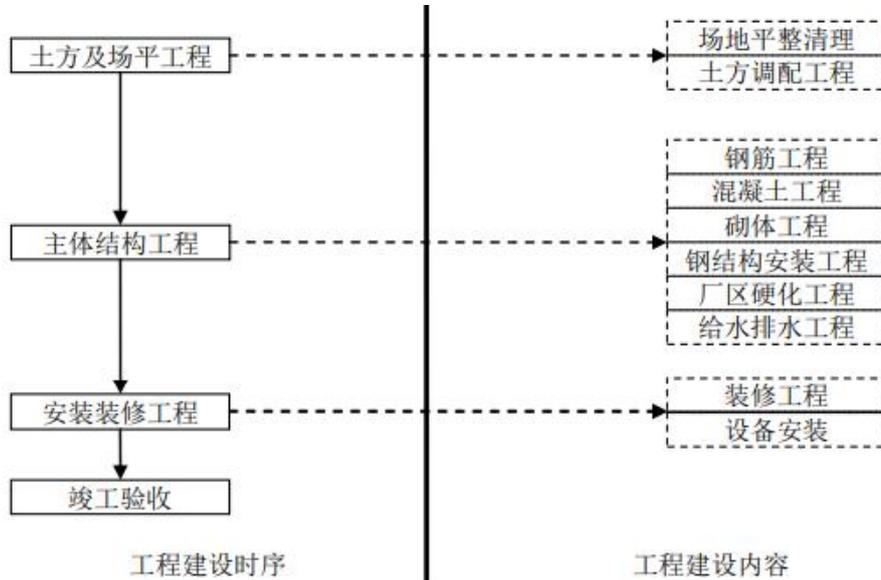 土方及场平工程
场地平整清理
土方调配工程
主体结构工程
钢筋工程
混凝土工程
砌体工程
钢结构安装工程
厂区硬化工程
给水排水工程
安装装修工程
装修工程
设备安装
竣工验收
工程建设时序
工程建设内容